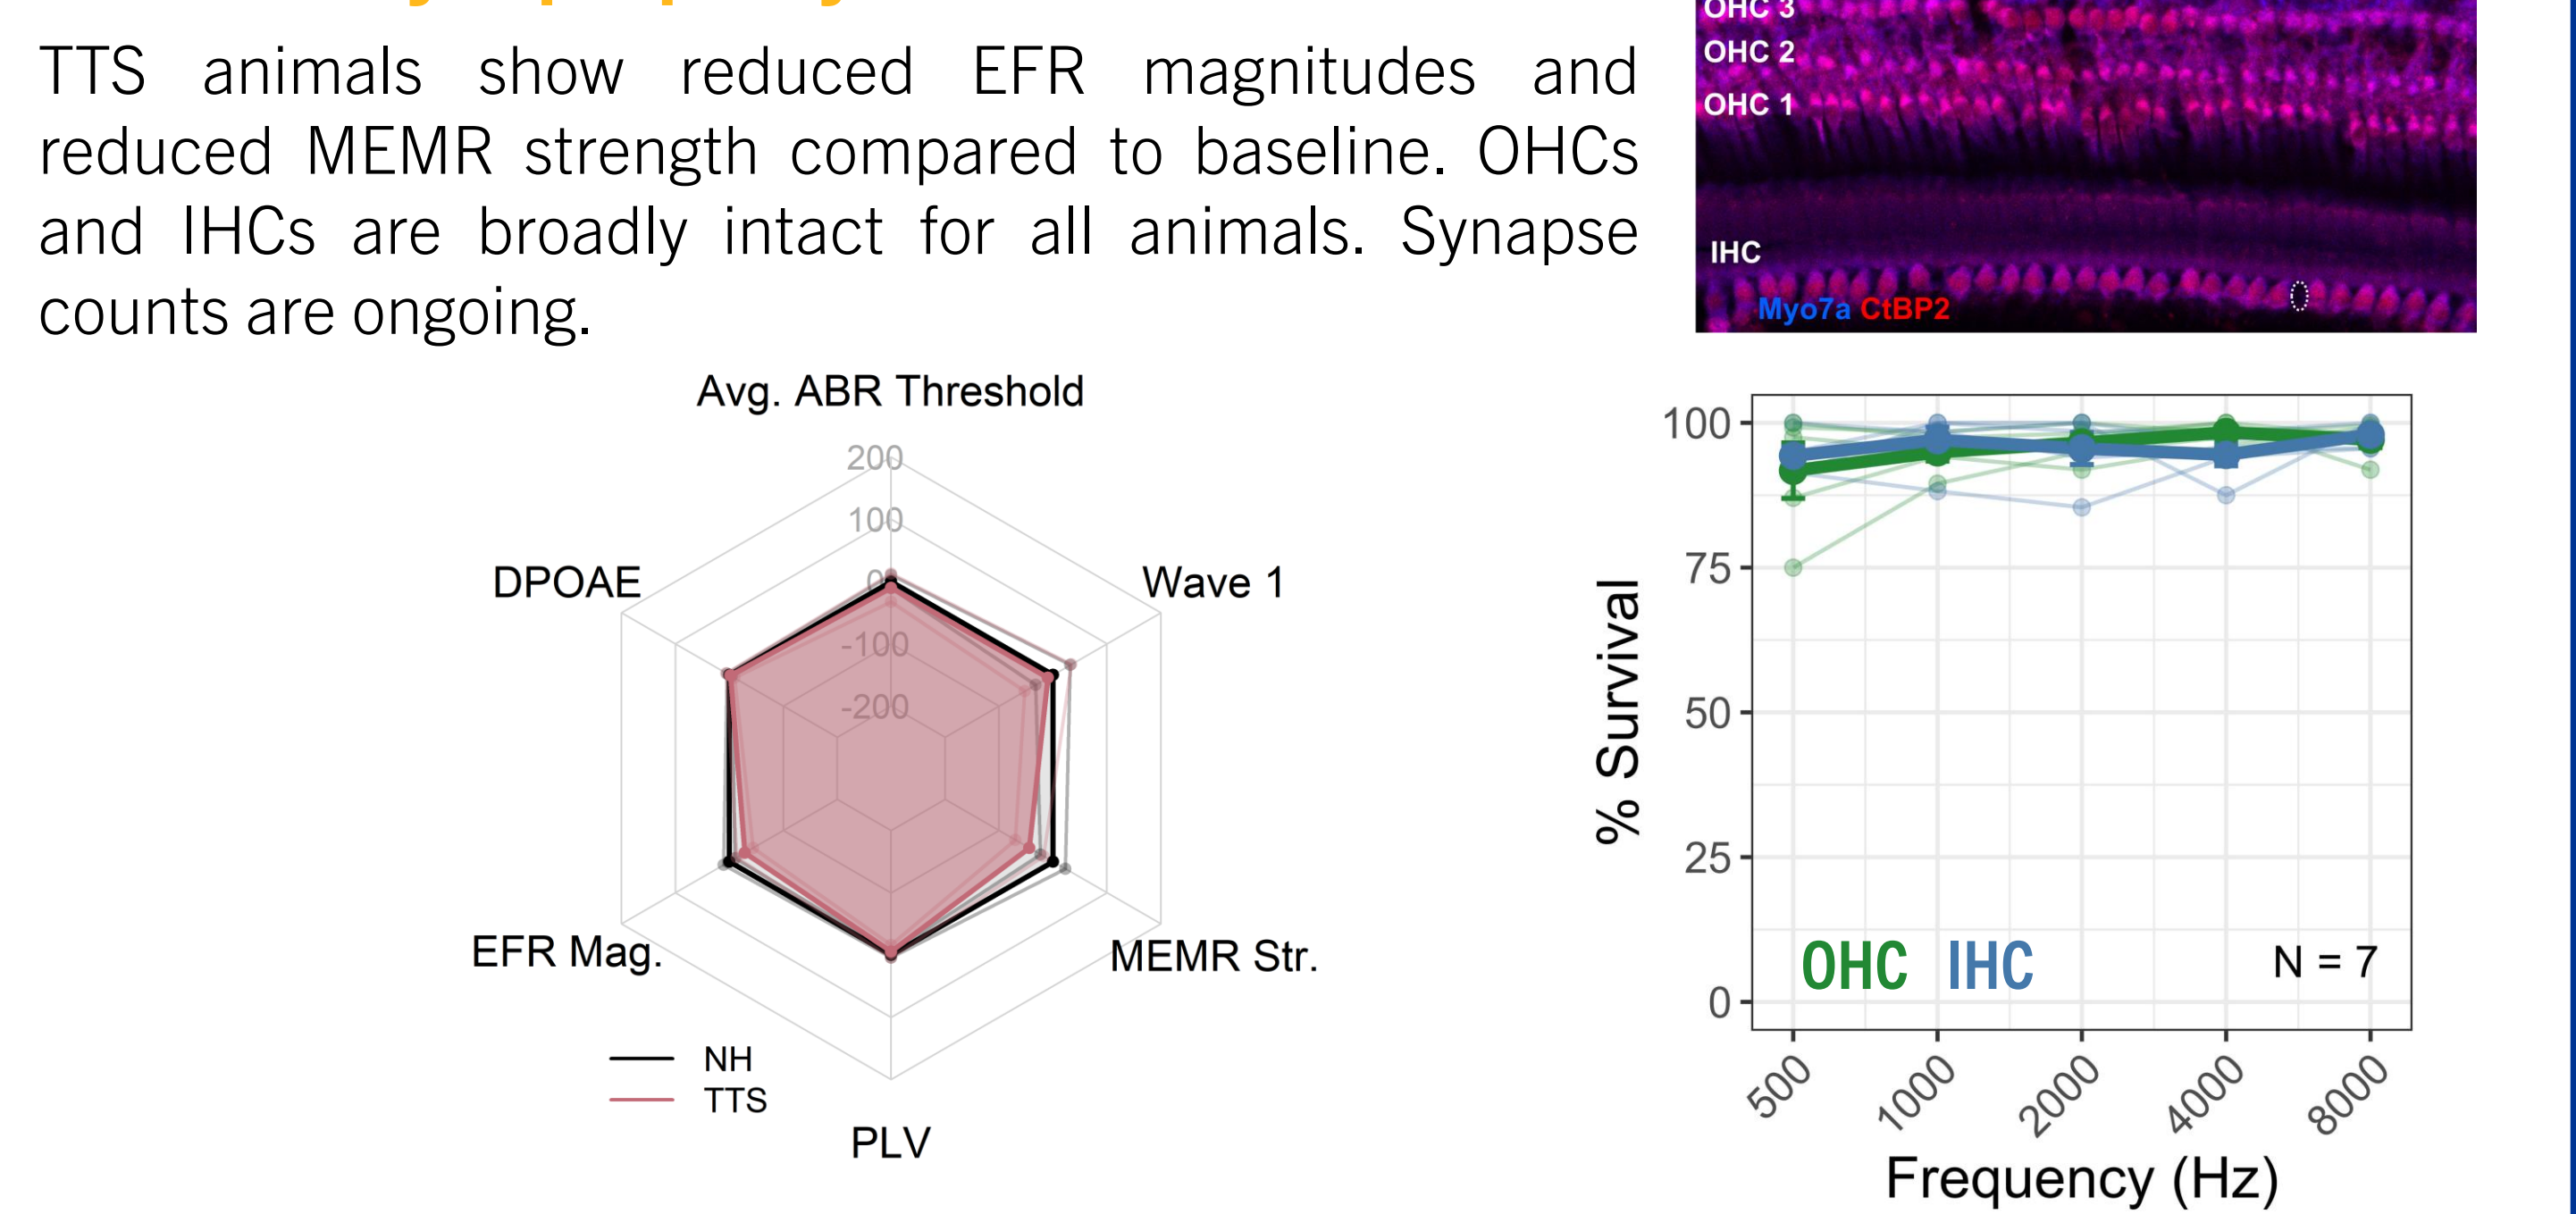 TTS animals show reduced EFR magnitudes and
reduced MEMR strength compared to baseline. OHCs
and IHCs are broadly intact for all animals. Synapse
counts are ongoing.
OHC 3
OHC 2
OHC 1
IHC
Myo7a CtBP2
Avg. ABR Threshold
200
100
0
-100
-200
DPOAE
Wave 1
EFR Mag.
MEMR Str.
PLV
NH
TTS
% Survival
100
75
50
25
0
OHC IHC
N = 7
500 1000 2000 4000 8000
Frequency (Hz)